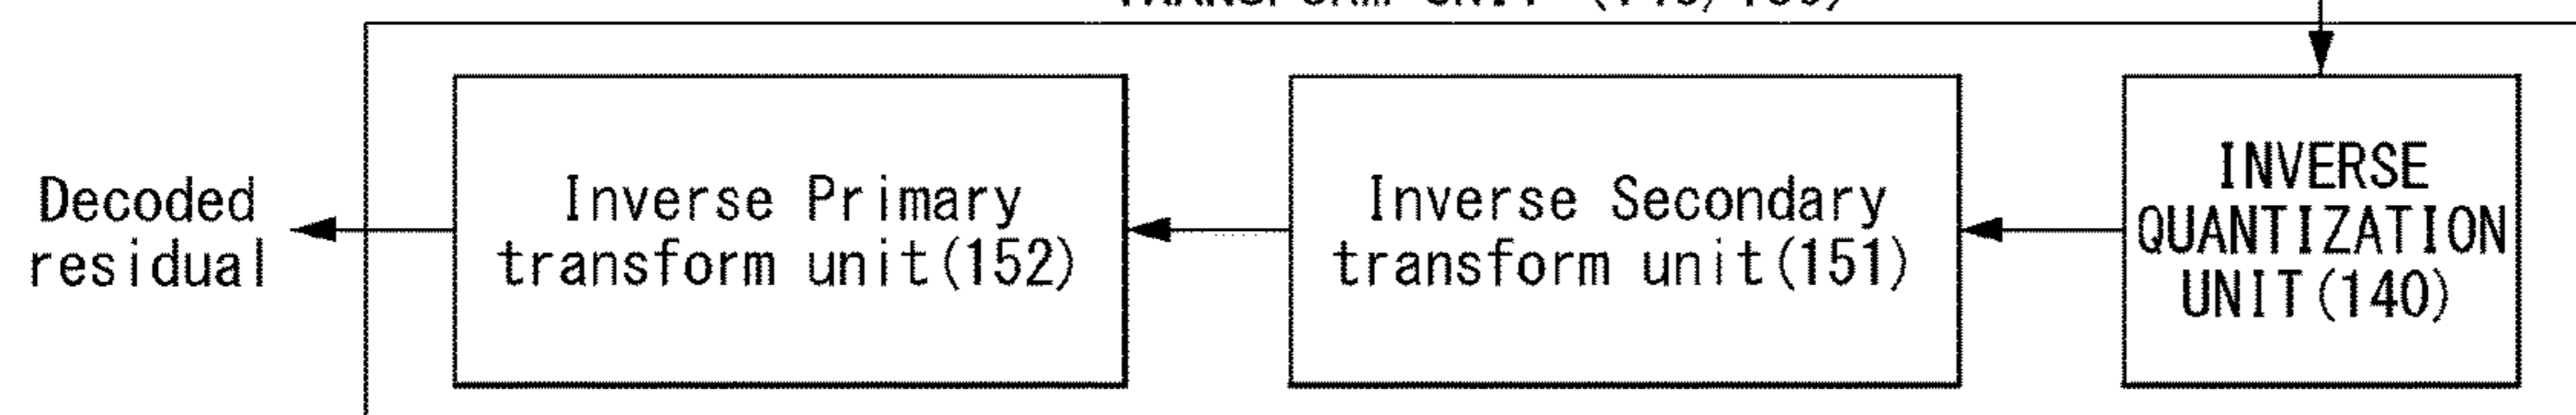 Decoded
residual
Inverse Primary
transform unit(152)
Inverse Secondary
transform unit(151)
INVERSE
QUANTIZATION
UNIT(140)